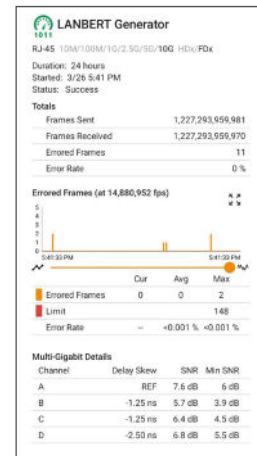 1011
LANBERT Generator
RJ-45 10M/100M/1G/2.5G/5G/10G HDx/FDx
Duration: 24 hours
Started: 3/26 5:41 PM
Status: Success
Totals
Frames Sent 1,227,293,959,981
Frames Received 1,227,293,959,970
Errored Frames 11
Error Rate 0 %
Errored Frames (at 14,880,952 fps)
5
4
3
2
1
0
5:41:33 PM 5:41:33 PM
Cur Avg Max
Errored Frames 0 0 2
Limit 148
Error Rate -- <0.001 % <0.001 %
Multi-Gigabit Details
Channel Delay Skew SNR Min SNR
A REF 7.6 dB 6 dB
B -1.25 ns 5.7 dB 3.9 dB
C -1.25 ns 6.4 dB 4.5 dB
D -2.50 ns 6.8 dB 5.5 dB